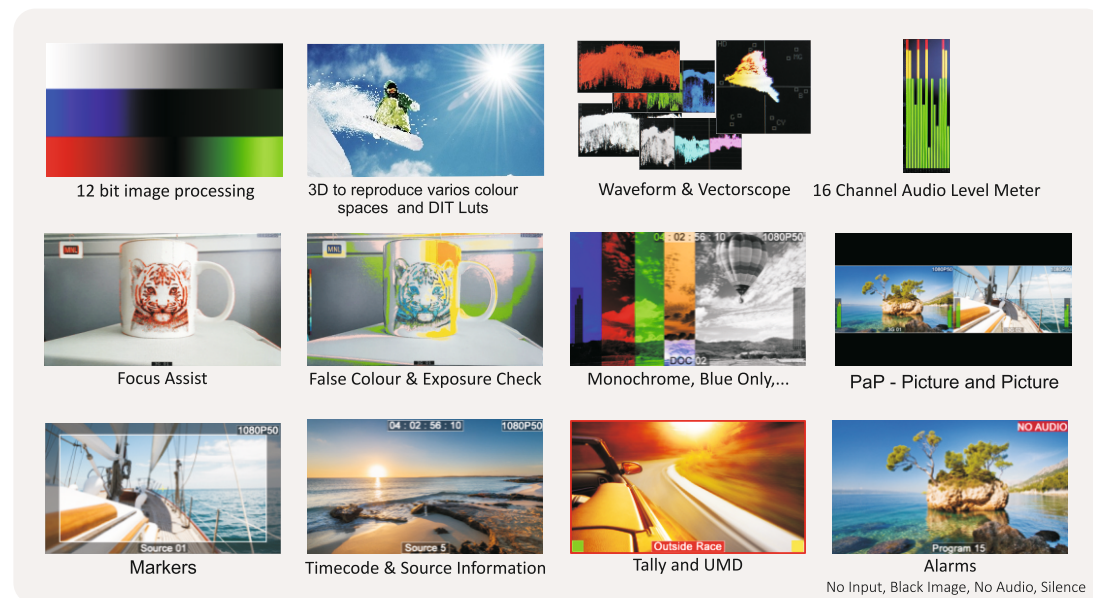 12 bit image processing
3D to reproduce varios colour
spaces and DIT Luts
HD
MG
B
G
CY
Waveform & Vectorscope
16 Channel Audio Level Meter
MNL
Focus Assist
MNL
False Colour & Exposure Check
04 : 02 : 56 : 10
1080P50
DOC 02
Monochrome, Blue Only,...
1080P50
PaP - Picture and Picture
1080P50
Source 01
Markers
04 : 02 : 56 : 10
1080P50
Source 5
Timecode & Source Information
Outside Race
Tally and UMD
NO AUDIO
Program 15
Alarms
No Input, Black Image, No Audio, Silence